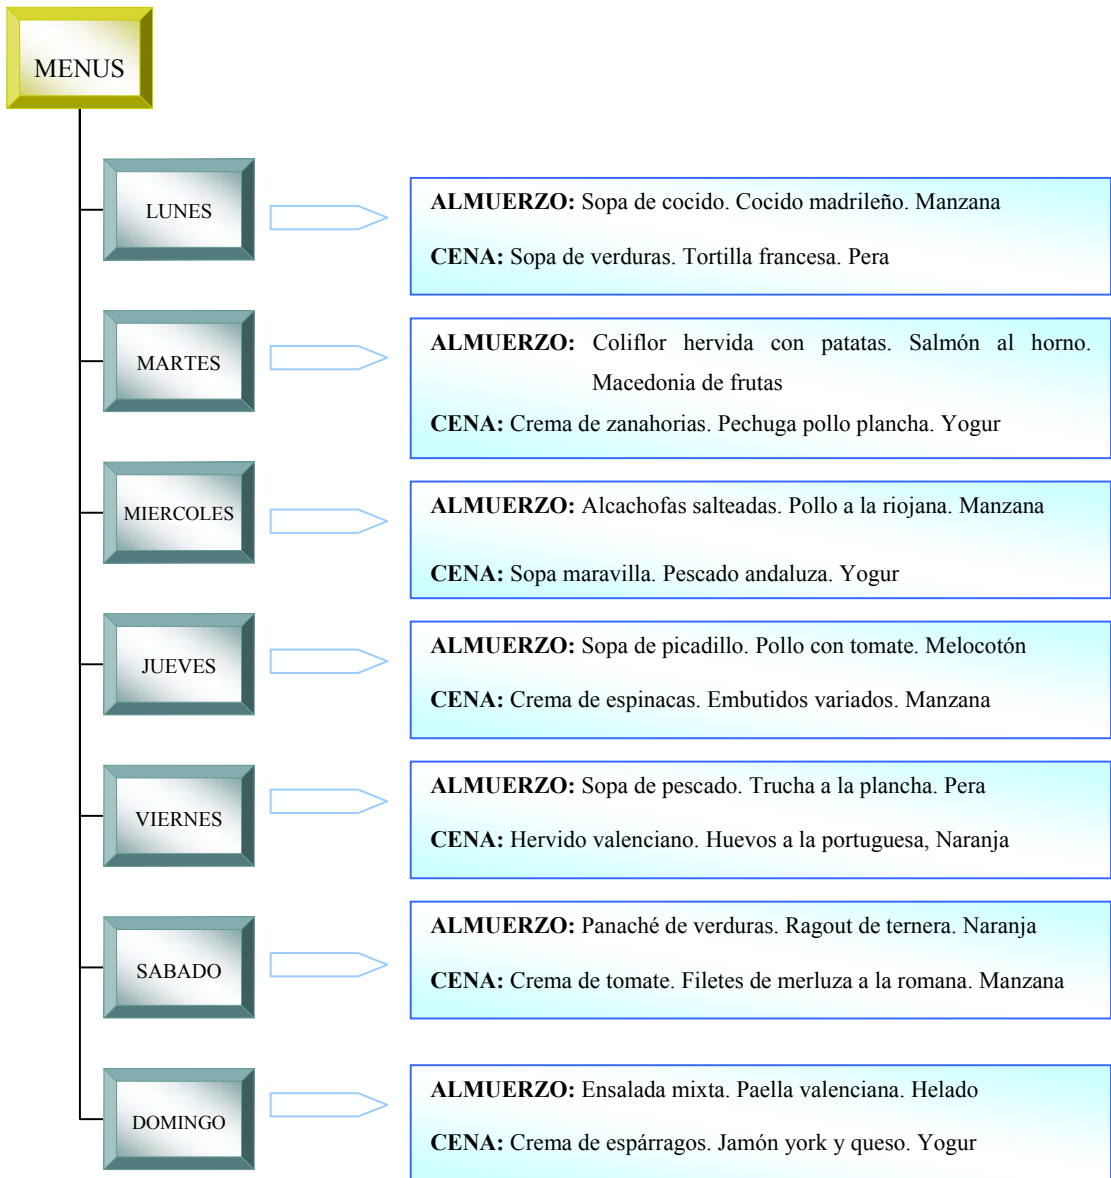 MENUS
LUNES
ALMUERZO: Sopa de cocido. Cocido madrileño. Manzana
CENA: Sopa de verduras. Tortilla francesa. Pera
MARTES
ALMUERZO: Coliflor hervida con patatas. Salmón al horno.
Macedonia de frutas
CENA: Crema de zanahorias. Pechuga pollo plancha. Yogur
MIERCOLES
ALMUERZO: Alcachofas salteadas. Pollo a la riojana. Manzana
CENA: Sopa maravilla. Pescado andaluza. Yogur
JUEVES
ALMUERZO: Sopa de picadillo. Pollo con tomate. Melocotón
CENA: Crema de espinacas. Embutidos variados. Manzana
VIERNES
ALMUERZO: Sopa de pescado. Trucha a la plancha. Pera
CENA: Hervido valenciano. Huevos a la portuguesa, Naranja
SABADO
ALMUERZO: Panaché de verduras. Ragout de ternera. Naranja
CENA: Crema de tomate. Filetes de merluza a la romana. Manzana
DOMINGO
ALMUERZO: Ensalada mixta. Paella valenciana. Helado
CENA: Crema de espárragos. Jamón york y queso. Yogur